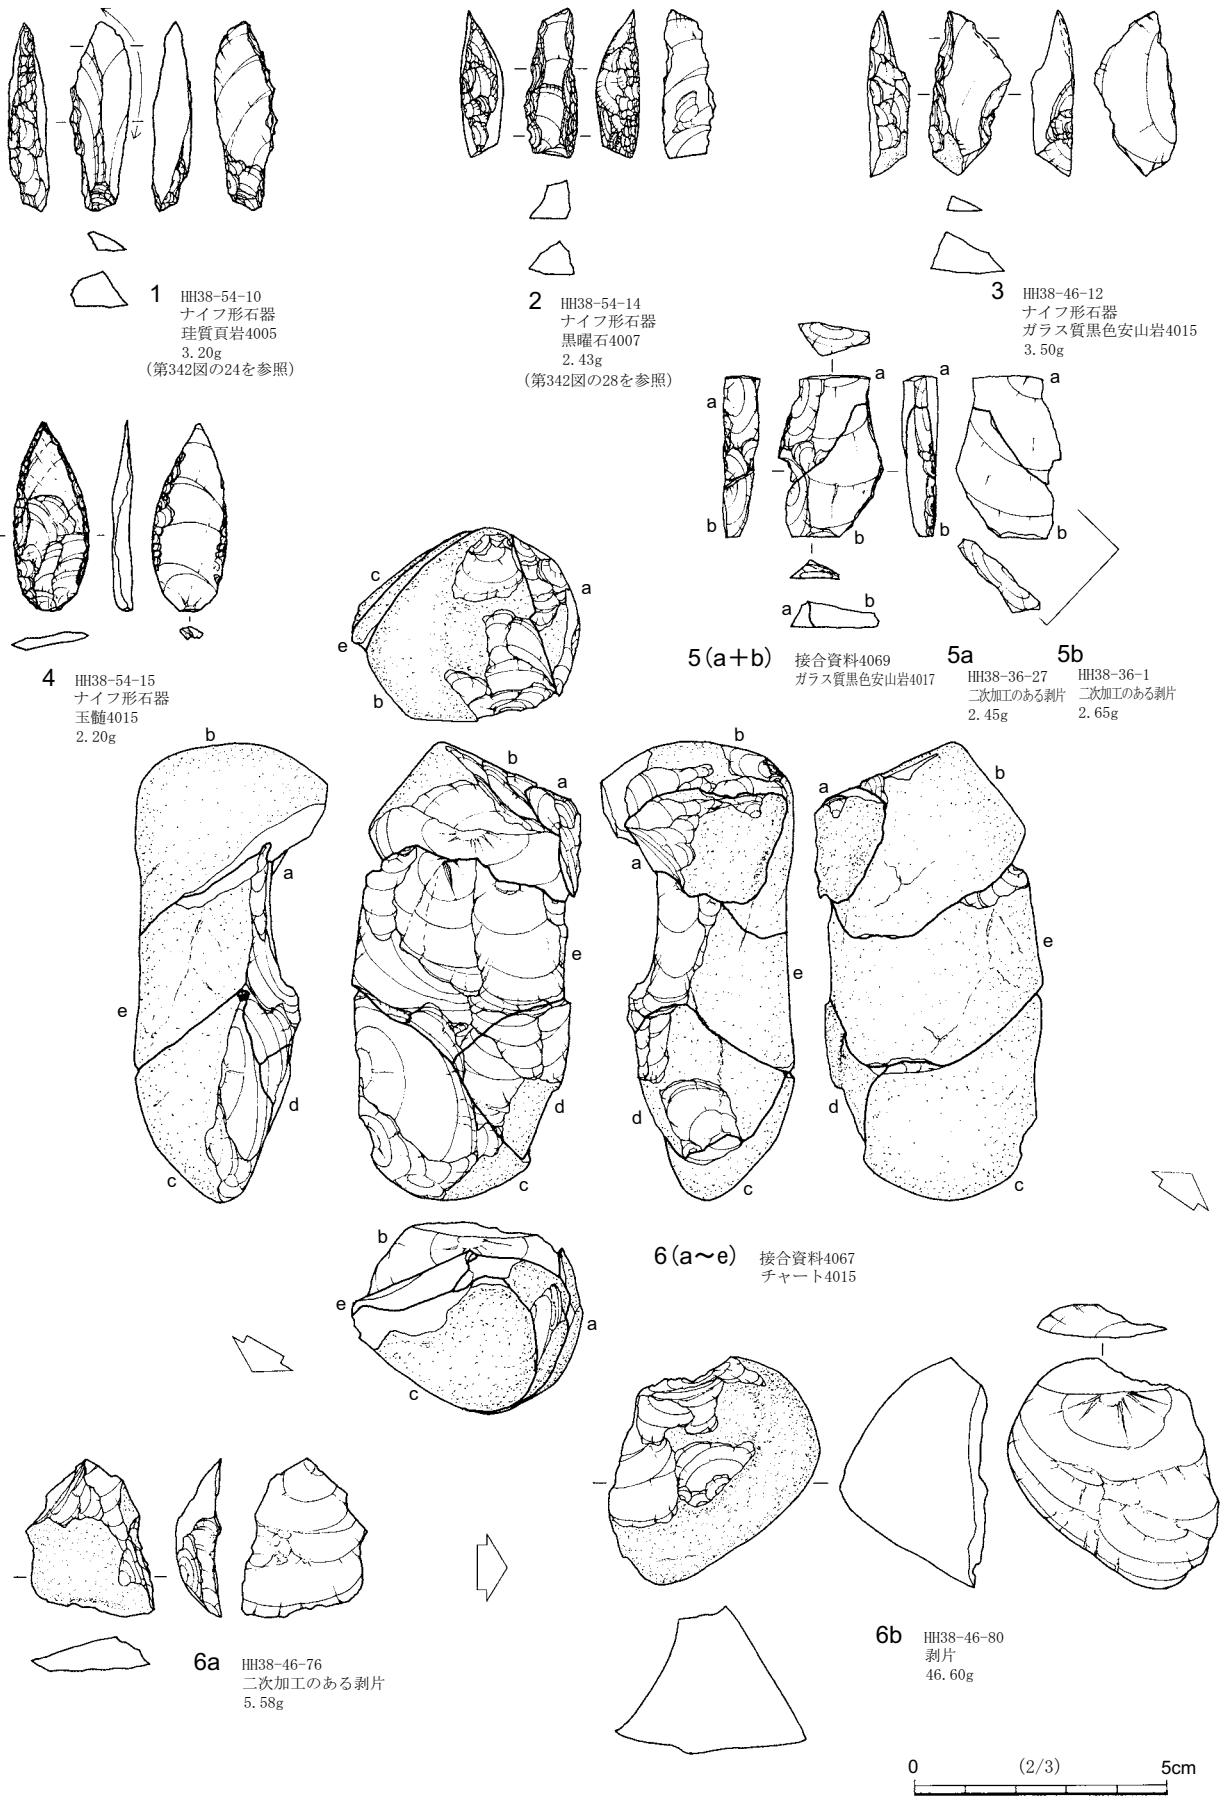 1
HH38-54-10
ナイフ形石器
珪質頁岩4005
3.20g
(第342図の24を参照)
2
HH38-54-14
ナイフ形石器
黒曜石4007
2.43g
(第342図の28を参照)
3
HH38-46-12
ナイフ形石器
ガラス質黒色安山岩4015
3.50g
4
HH38-54-15
ナイフ形石器
玉髄4015
2.20g
a
a
a
a
b
b
b
b
a
b
5(a+b)
接合資料4069
ガラス質黒色安山岩4017
5a
HH38-36-27
二次加工のある剥片
2.45g
5b
HH38-36-1
二次加工のある剥片
2.65g
c
a
e
b
b
a
e
d
c
b
a
e
d
c
b
a
e
d
c
a
b
e
d
c
b
e
a
c
6(a~e)
接合資料4067
チャート4015
6a
HH38-46-76
二次加工のある剥片
5.58g
6b
HH38-46-80
剥片
46.60g
0 (2/3) 5cm